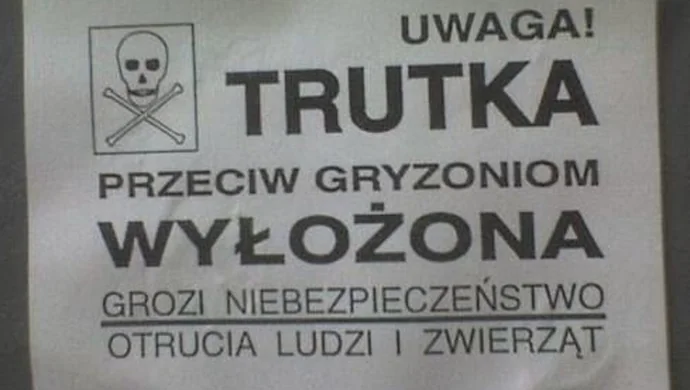 UWAGA!
TRUTKA
PRZECIW GRYZONIOM
WYŁOŻONA
GROZI NIEBEZPIECZEŃSTWO
OTRUCIA LUDZI I ZWIERZĄT